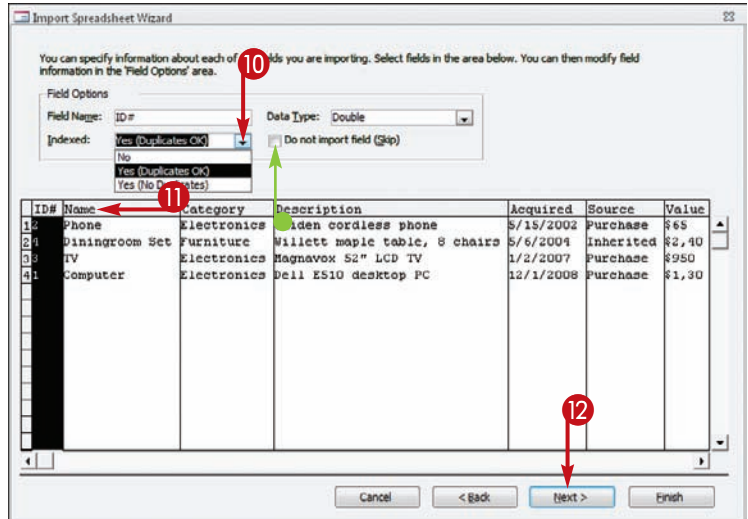 Import Spreadsheet Wizard
10
You can specify information about each of lds you are importing. Select fields in the area below. You can then modify field
information in the 'Field Options' area.
Field Options
Field Name: ID# Data Type: Double
Indexed: Yes (Duplicates OK) Do not import field (Skip)
No
Yes (Duplicates OK)
Yes (No Duplicates)
11
ID# Name Category Description Acquired Source Value
1 2 Phone Electronics iden cordless phone 5/15/2002 Purchase $65
2 4 Diningroom Set Furniture Willett maple table, 8 chairs 5/6/2004 Inherited $2,40
3 3 TV Electronics Magnavox 52" LCD TV 1/2/2007 Purchase $950
4 1 Computer Electronics Dell E510 desktop PC 12/1/2008 Purchase $1,30
12
Cancel < Back Next > Finish